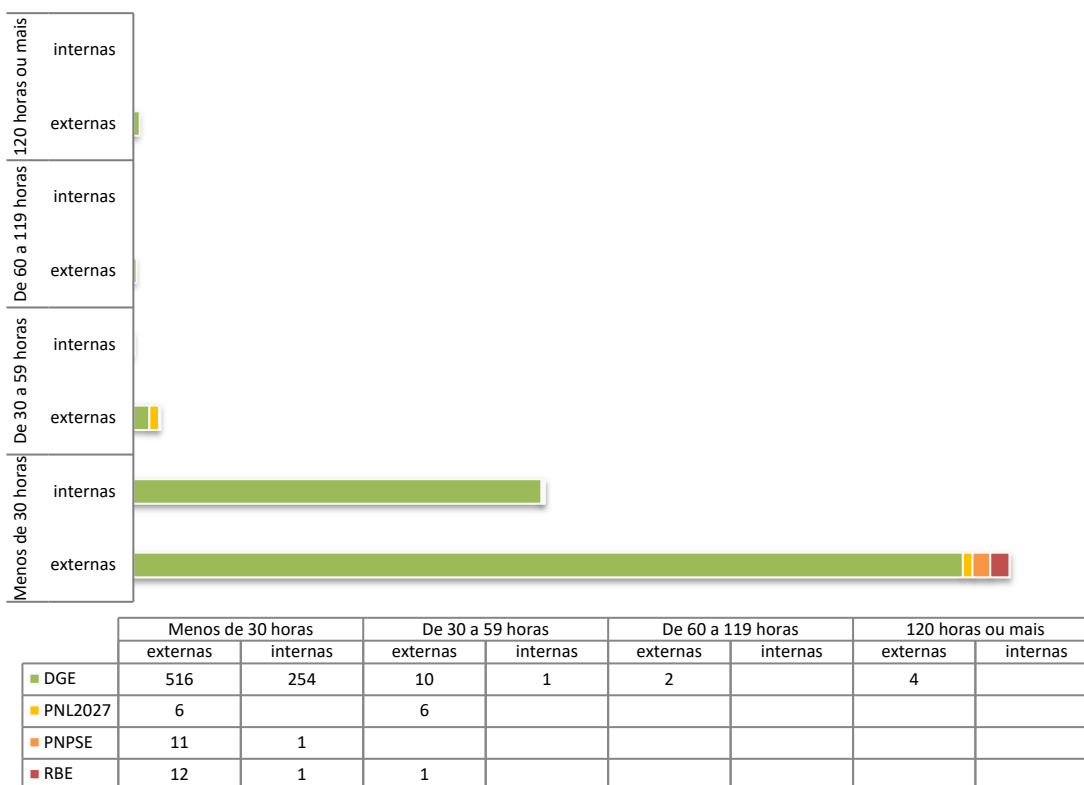 120 horas ou mais
internas
externas
De 60 a 119 horas
internas
externas
De 30 a 59 horas
internas
externas
Menos de 30 horas
internas
externas
Menos de 30 horas De 30 a 59 horas De 60 a 119 horas 120 horas ou mais
externas internas externas internas externas internas externas internas
DGE 516 254 10 1 2 4
PNL2027 6 6
PNPSE 11 1
RBE 12 1 1